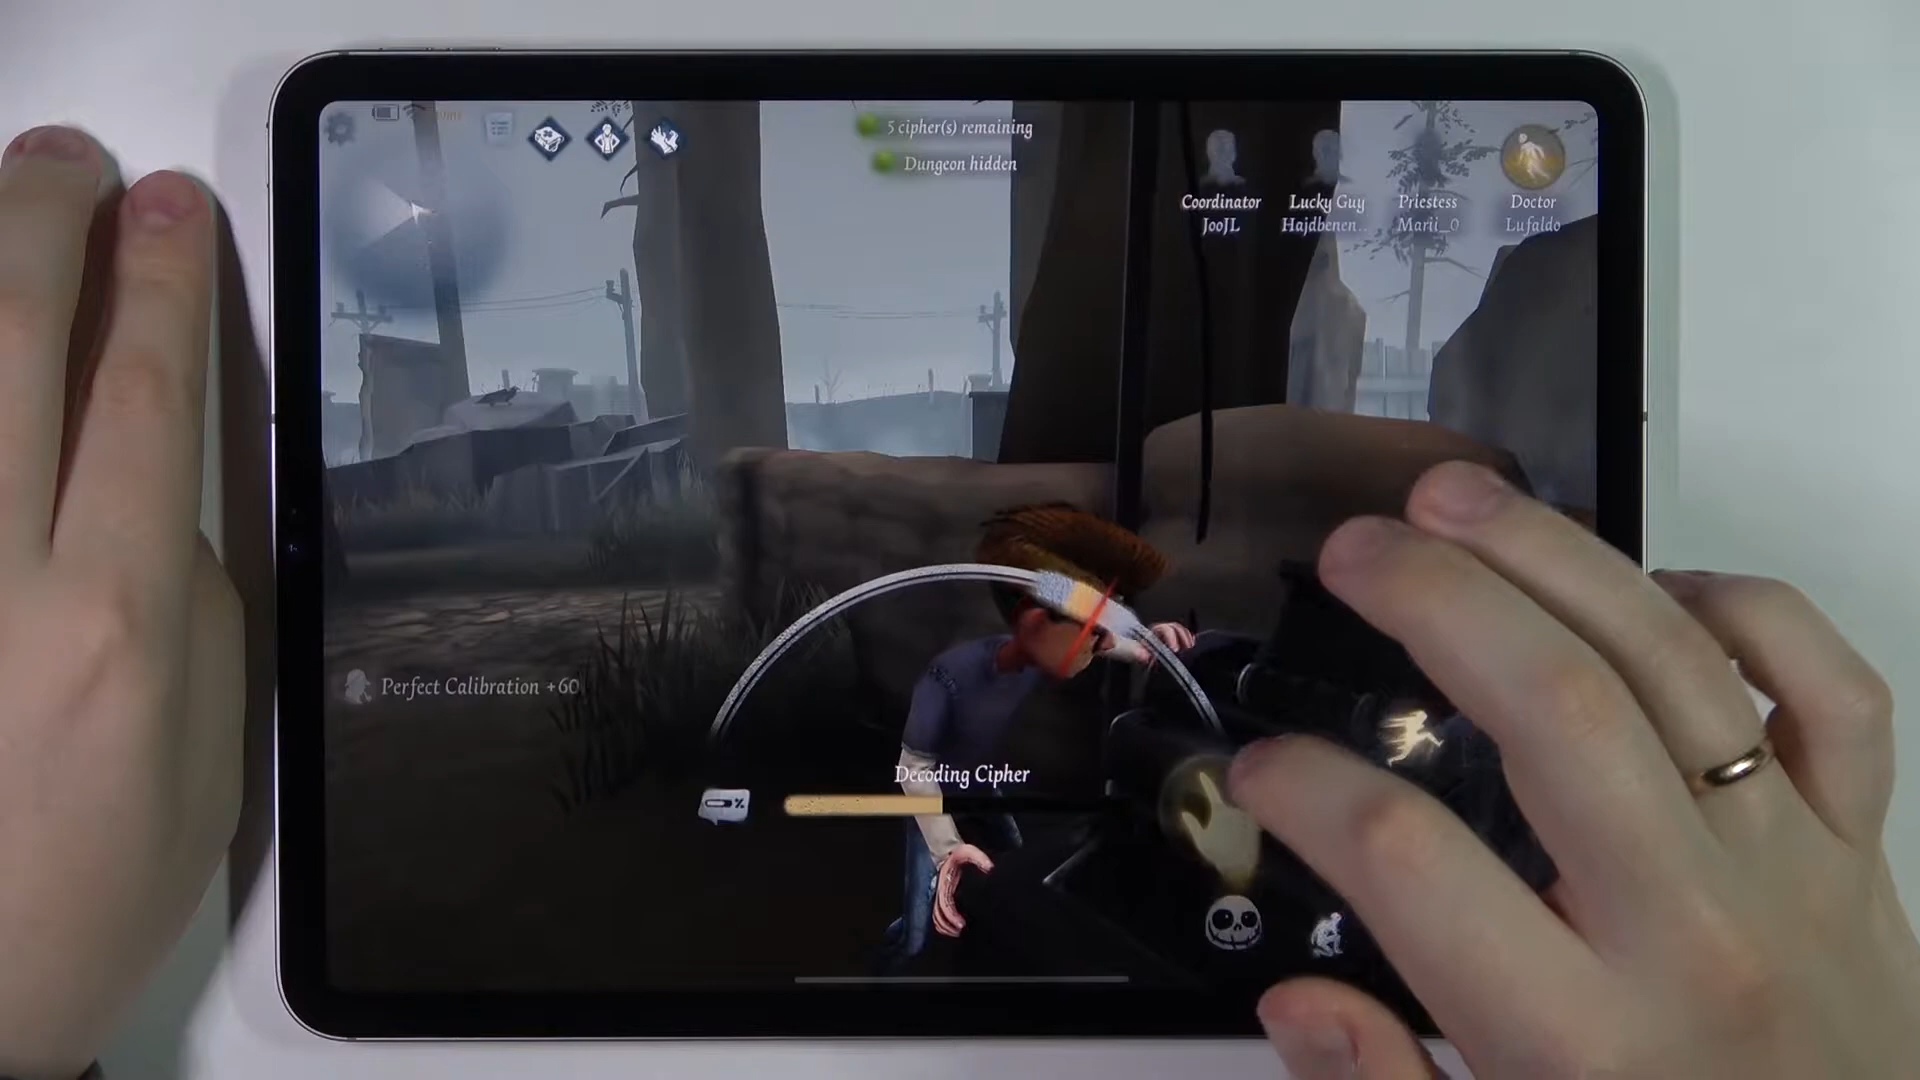 5 cipher(s) remaining
Dungeon hidden
Coordinator
JooJL
Lucky Guy
Hajdbenen..
Priestess
Marii_0
Doctor
Lufaldo
Perfect Calibration +60
Decoding Cipher
%